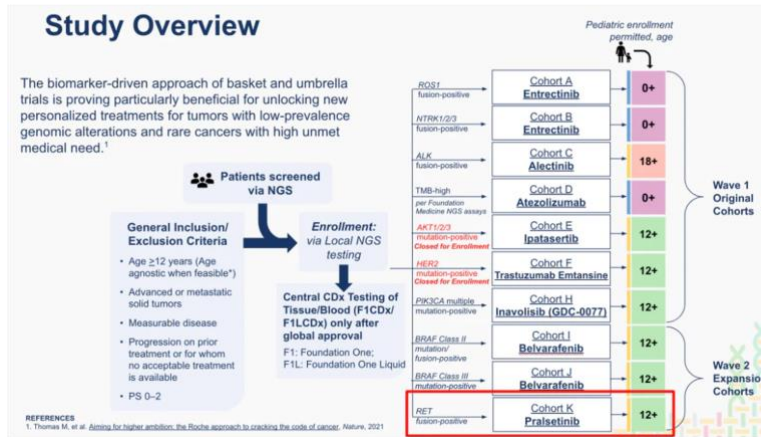 Study Overview
Pediatric enrollment
permitted, age
The biomarker-driven approach of basket and umbrella
trials is proving particularly beneficial for unlocking new
personalized treatments for tumors with low-prevalence
genomic alterations and rare cancers with high unmet
medical need.1
Patients screened
via NGS
General Inclusion/
Exclusion Criteria
• Age ≥12 years (Age
agnostic when feasible*)
• Advanced or metastatic
solid tumors
• Measurable disease
• Progression on prior
treatment or for whom
no acceptable treatment
is available
• PS 0–2
Enrollment:
via Local NGS
testing
Central CDx Testing of
Tissue/Blood (F1CDx/
F1LCDx) only after
global approval
F1: Foundation One;
F1L: Foundation One Liquid
ROS1
fusion-positive
Cohort A
Entrectinib
0+
NTRK1/2/3
fusion-positive
Cohort B
Entrectinib
0+
ALK
fusion-positive
Cohort C
Alectinib
18+
TMB-high
per Foundation
Medicine NGS assays
Cohort D
Atezolizumab
0+
AKT1/2/3
mutation-positive
Closed for Enrollment
Cohort E
Ipatasertib
12+
HER2
mutation-positive
Closed for Enrollment
Cohort F
Trastuzumab Emtansine
12+
PIK3CA multiple
mutation-positive
Cohort H
Inavolisib (GDC-0077)
12+
BRAF Class II
mutation/
fusion-positive
Cohort I
Belvarafenib
12+
BRAF Class III
mutation-positive
Cohort J
Belvarafenib
12+
RET
fusion-positive
Cohort K
Pralsetinib
12+
Wave 1
Original
Cohorts
Wave 2
Expansio
Cohorts
REFERENCES
1. Thomas M, et al. Aiming for higher ambition: the Roche approach to cracking the code of cancer, Nature, 2021